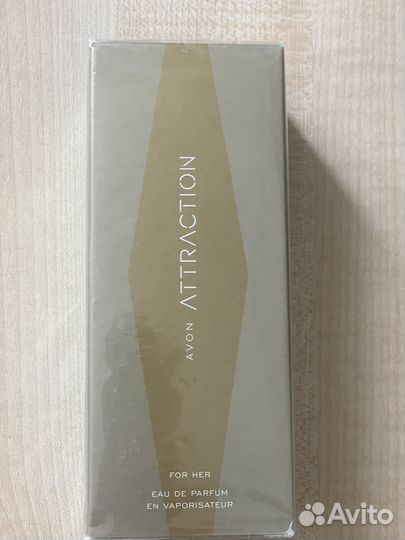 AVON ATTRACTION
FOR HER
EAU DE PARFUM
EN VAPORISATEUR
Avito